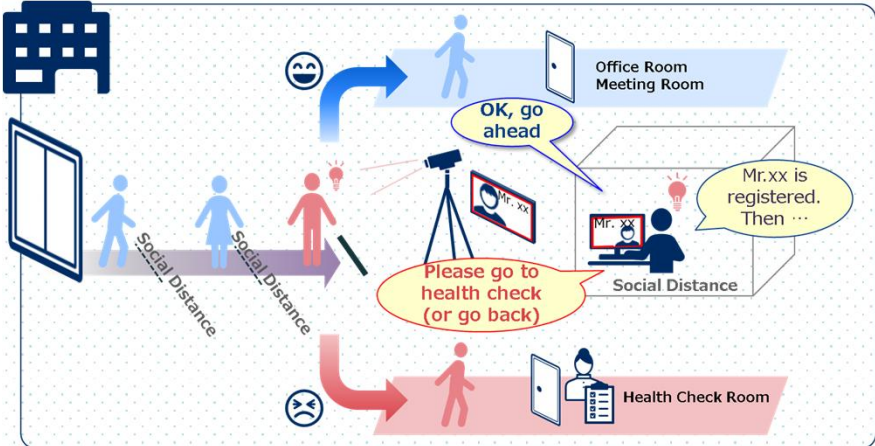 Office Room
Meeting Room
OK, go
ahead
Mr. xx
Mr.xx is
registered.
Then ⋯
Mr. xx
Social Distance
Social Distance
Please go to
health check
(or go back)
Social Distance
Health Check Room